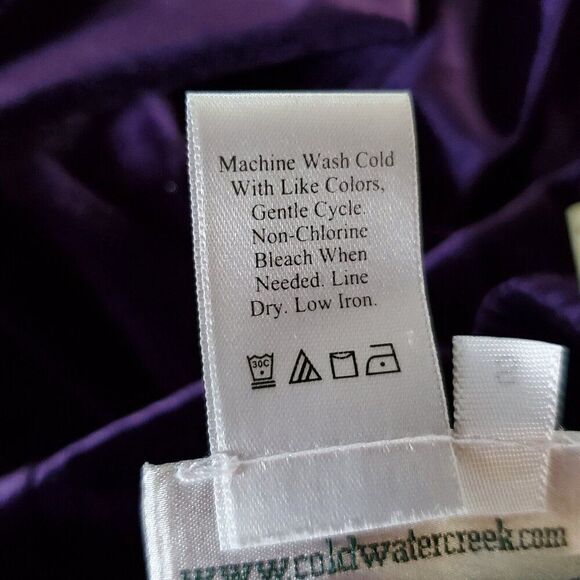 Machine Wash Cold
With Like Colors,
Gentle Cycle.
Non-Chlorine
Bleach When
Needed. Line
Dry. Low Iron.
30C
www.coldwatercreek.com